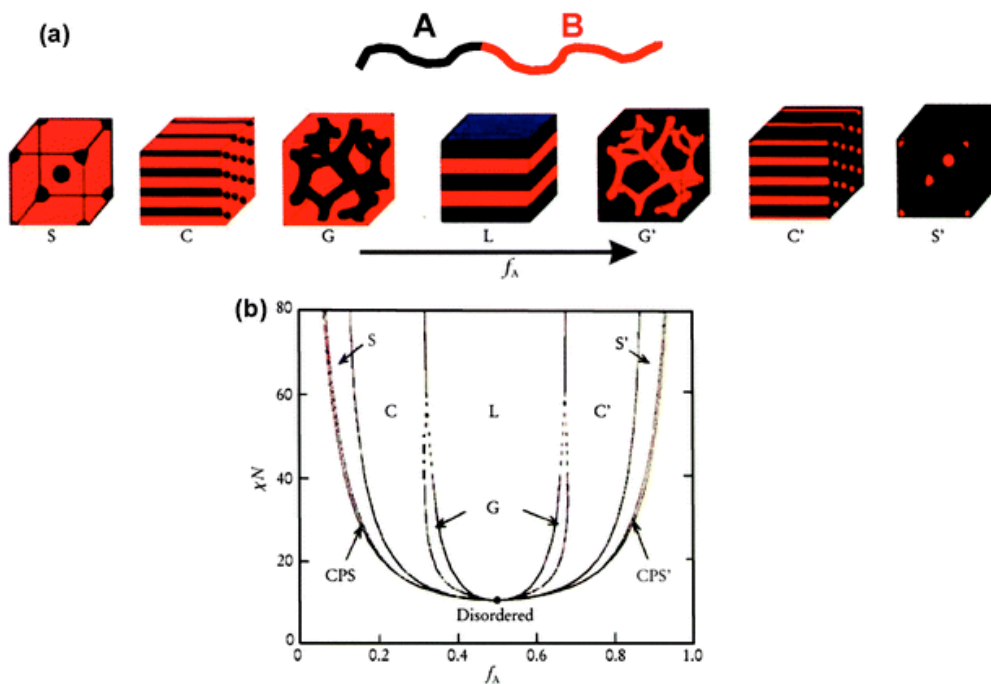 (a)
A B
S C G L G' C' S'
fA
(b)
80
S S'
60
C L C'
χN
40
G
20
CPS CPS'
Disordered
0
0 0.2 0.4 0.6 0.8 1.0
fA